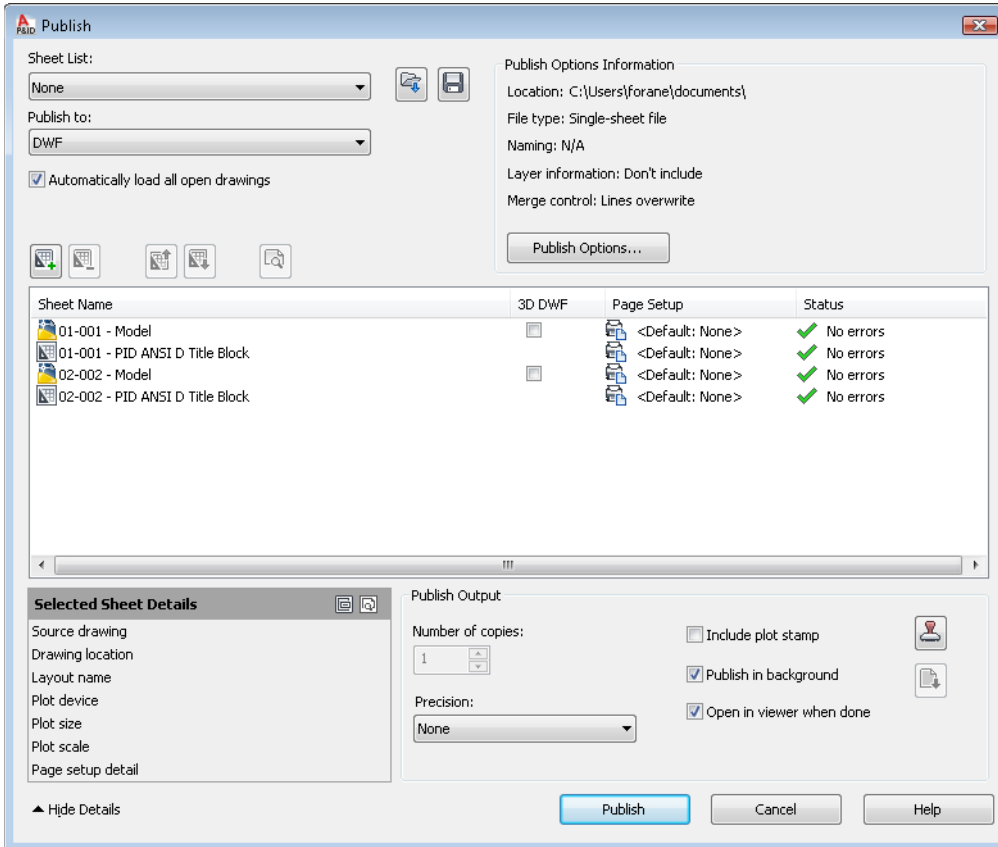 P&ID Publish
Sheet List:
None
Publish to:
DWF
Automatically load all open drawings
Publish Options Information
Location: C:\Users\forane\documents\
File type: Single-sheet file
Naming: N/A
Layer information: Don't include
Merge control: Lines overwrite
Publish Options...
Sheet Name 3D DWF Page Setup Status
01-001 - Model <Default: None> No errors
01-001 - PID ANSI D Title Block <Default: None> No errors
02-002 - Model <Default: None> No errors
02-002 - PID ANSI D Title Block <Default: None> No errors
Selected Sheet Details
Source drawing
Drawing location
Layout name
Plot device
Plot size
Plot scale
Page setup detail
Publish Output
Number of copies:
1
Precision:
None
Include plot stamp
Publish in background
Open in viewer when done
Hide Details
Publish Cancel Help